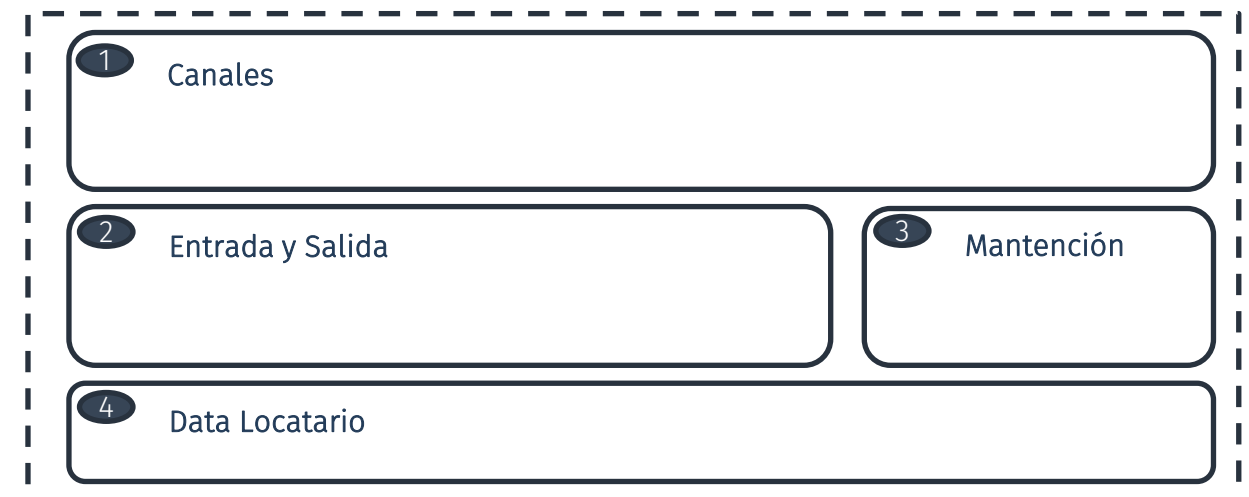 1
Canales
2
Entrada y Salida
3
Mantención
4
Data Locatario